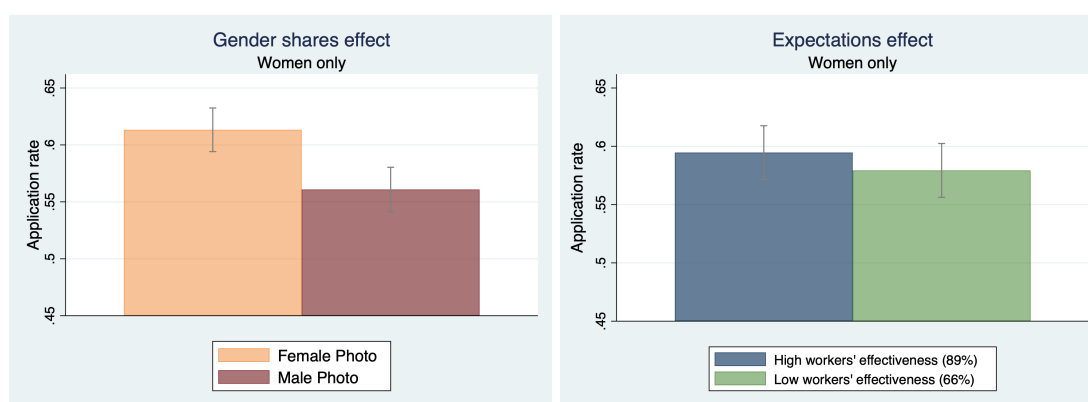 Gender shares effect
Women only
Application rate
.65
.6
.55
.5
.45
Female Photo
Male Photo
Expectations effect
Women only
Application rate
.65
.6
.55
.5
.45
High workers' effectiveness (89%)
Low workers' effectiveness (66%)